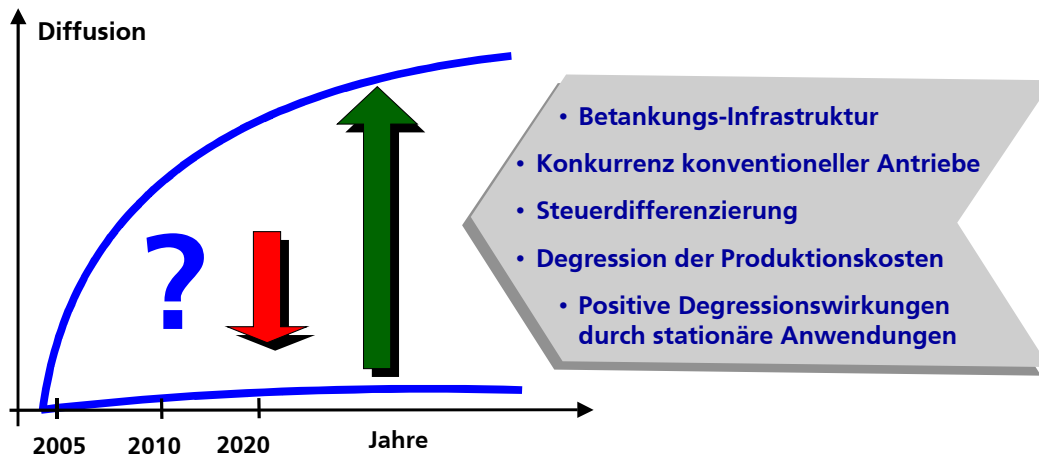 Diffusion
?
2005
2010
2020
Jahre
• Betankungs-Infrastruktur
• Konkurrenz konventioneller Antriebe
• Steuerdifferenzierung
• Degression der Produktionskosten
• Positive Degressionswirkungen
durch stationäre Anwendungen